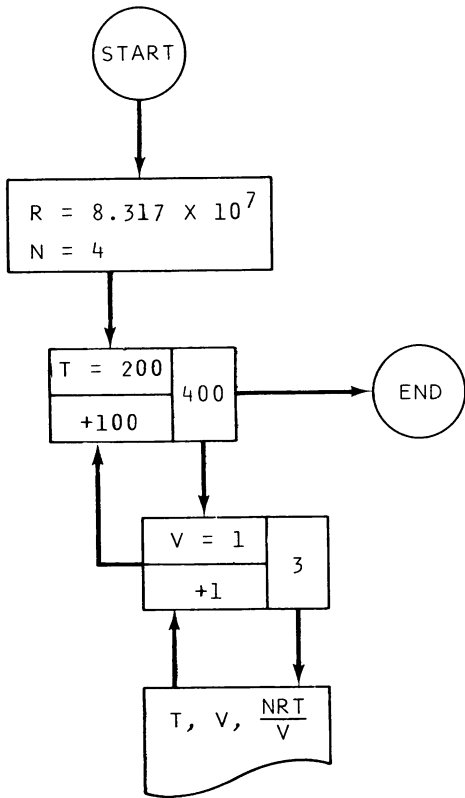 START
R = 8.317 X 10^7
N = 4
T = 200
+100
400
END
V = 1
+1
3
T, V, NRT/V